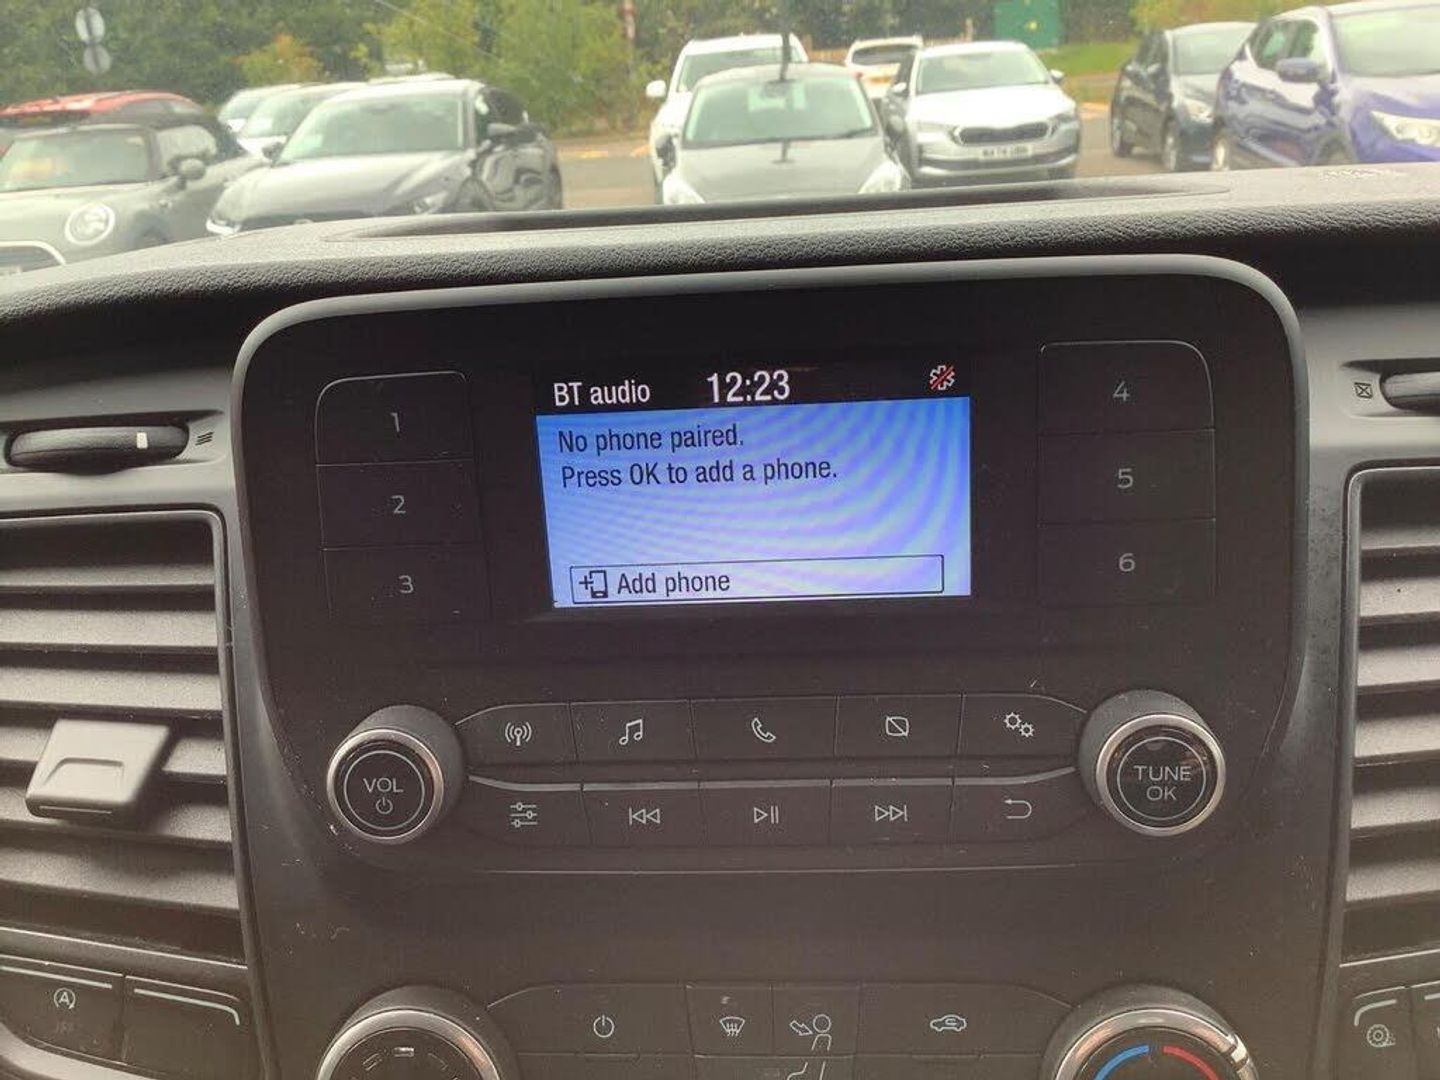 BT audio 12:23
No phone paired.
Press OK to add a phone.
Add phone
1
2
3
4
5
6
VOL
TUNE
OK
A